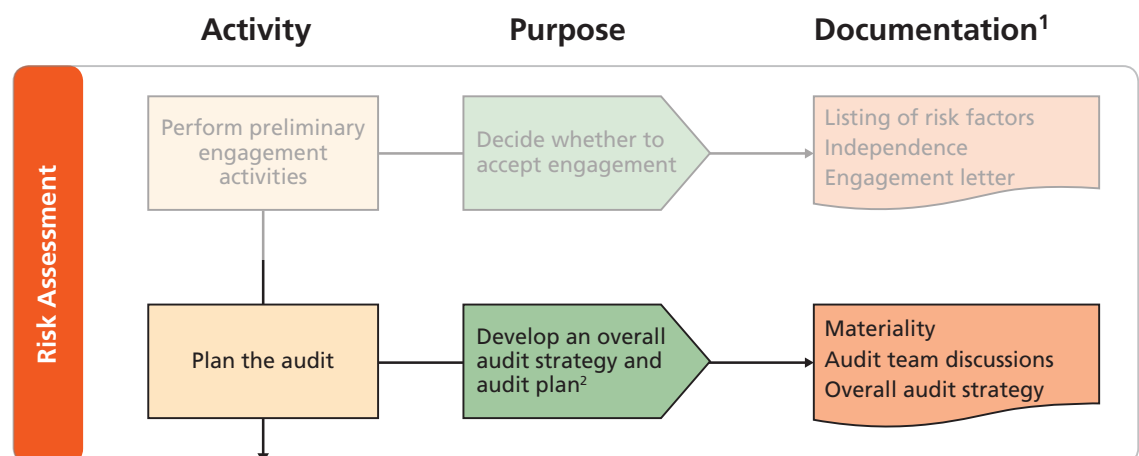 Activity
Purpose
Documentation¹
Risk Assessment
Perform preliminary
engagement
activities
Decide whether to
accept engagement
Listing of risk factors
Independence
Engagement letter
Plan the audit
Develop an overall
audit strategy and
audit plan²
Materiality
Audit team discussions
Overall audit strategy